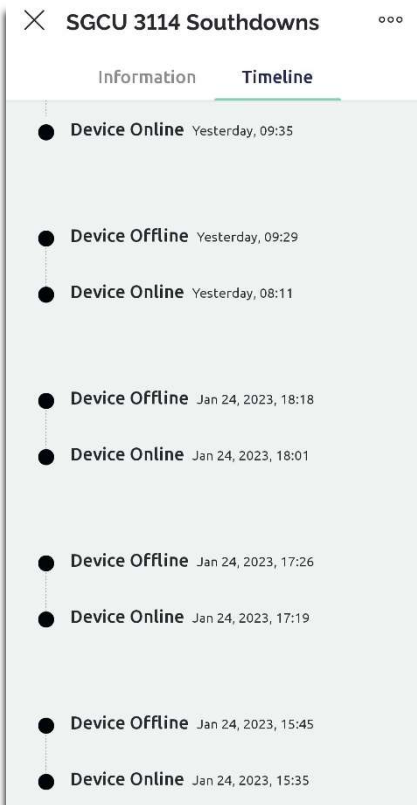 SGCU 3114 Southdowns
Information Timeline
Device Online Yesterday, 09:35
Device Offline Yesterday, 09:29
Device Online Yesterday, 08:11
Device Offline Jan 24, 2023, 18:18
Device Online Jan 24, 2023, 18:01
Device Offline Jan 24, 2023, 17:26
Device Online Jan 24, 2023, 17:19
Device Offline Jan 24, 2023, 15:45
Device Online Jan 24, 2023, 15:35